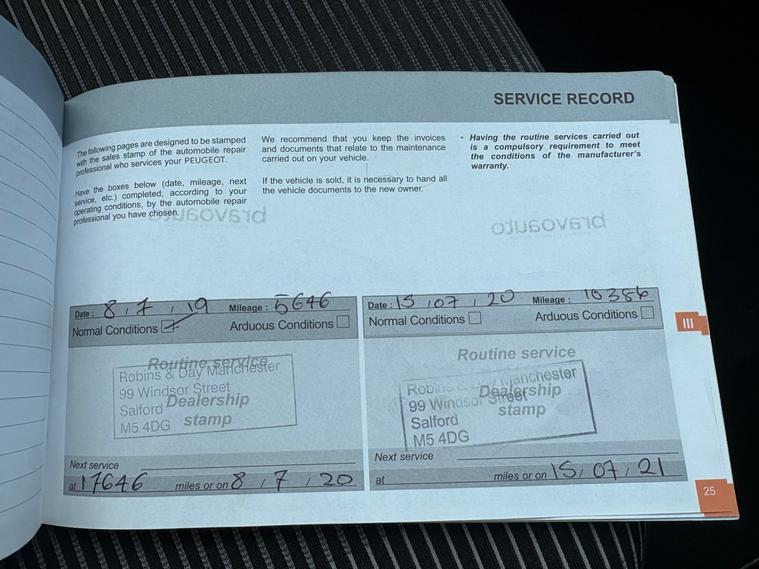 SERVICE RECORD
The following pages are designed to be stamped
with the sales stamp of the automobile repair
professional who services your PEUGEOT.
Have the boxes below (date, mileage, next
service, etc.) completed, according to your
operating conditions, by the automobile repair
professional you have chosen.
We recommend that you keep the invoices
and documents that relate to the maintenance
carried out on your vehicle.
If the vehicle is sold, it is necessary to hand all
the vehicle documents to the new owner.
• Having the routine services carried out
is a compulsory requirement to meet
the conditions of the manufacturer's
warranty.
bravoauto
bravoauto
Date : 8 / 7 / 19 Mileage : 5646
Normal Conditions Arduous Conditions
Routine service
Robins & Day Manchester
99 Windsor Street
Salford
M5 4DG
Dealership
stamp
Next service
at 17646 miles or on 8 / 7 / 20
Date : 15 / 07 / 20 Mileage : 10386
Normal Conditions Arduous Conditions
Routine service
Robins & Day Manchester
99 Windsor Street
Salford
M5 4DG
Dealership
stamp
Next service
at miles or on 15 / 07 / 21
III
25